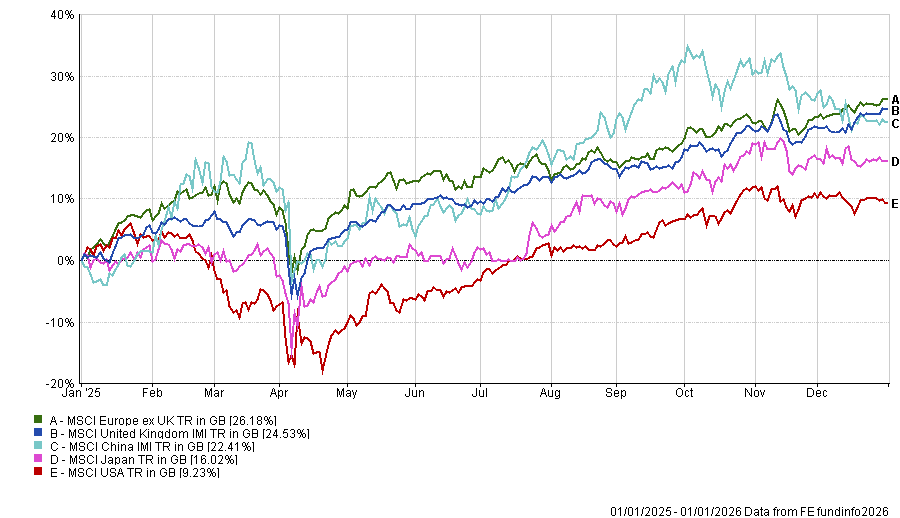 40%
30%
20%
10%
0%
-10%
-20%
A
B
C
D
E
Jan '25 Feb Mar Apr May Jun Jul Aug Sep Oct Nov Dec
A - MSCI Europe ex UK TR in GB [26.18%]
B - MSCI United Kingdom IMI TR in GB [24.53%]
C - MSCI China IMI TR in GB [22.41%]
D - MSCI Japan TR in GB [16.02%]
E - MSCI USA TR in GB [9.23%]
01/01/2025 - 01/01/2026 Data from FE fundinfo2026